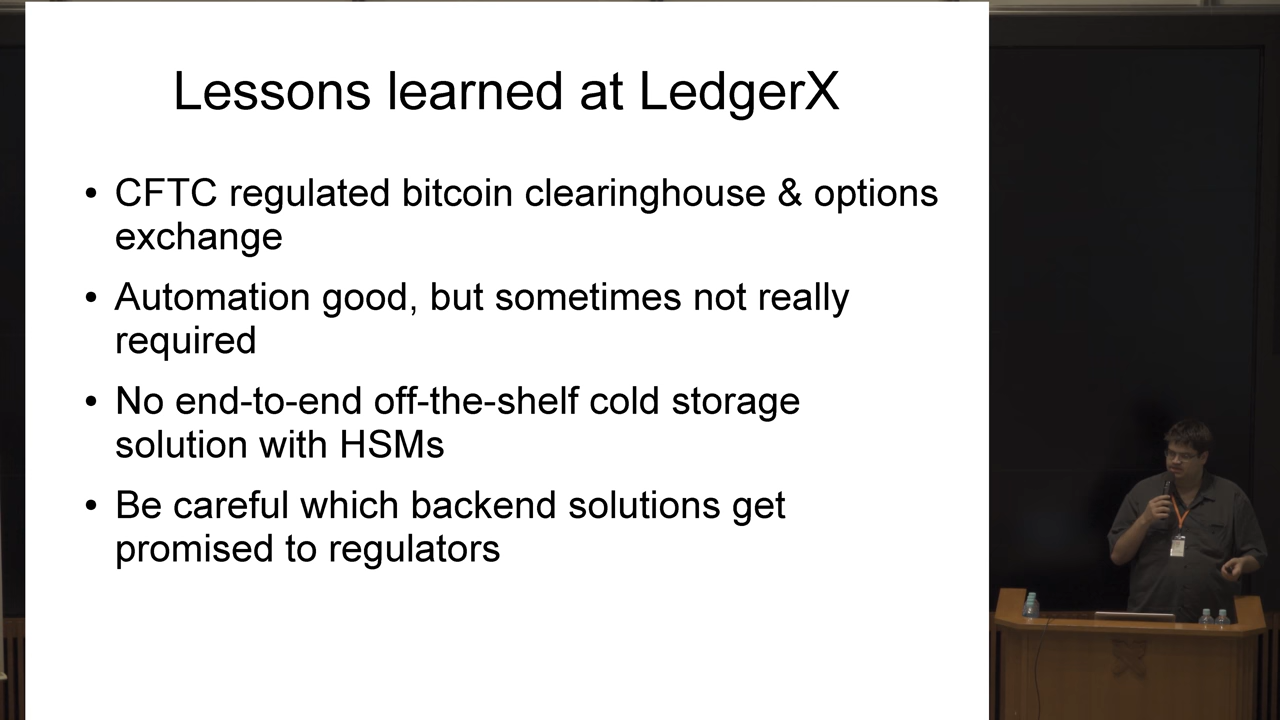 Lessons learned at LedgerX
• CFTC regulated bitcoin clearinghouse & options
exchange
• Automation good, but sometimes not really
required
• No end-to-end off-the-shelf cold storage
solution with HSMs
• Be careful which backend solutions get
promised to regulators